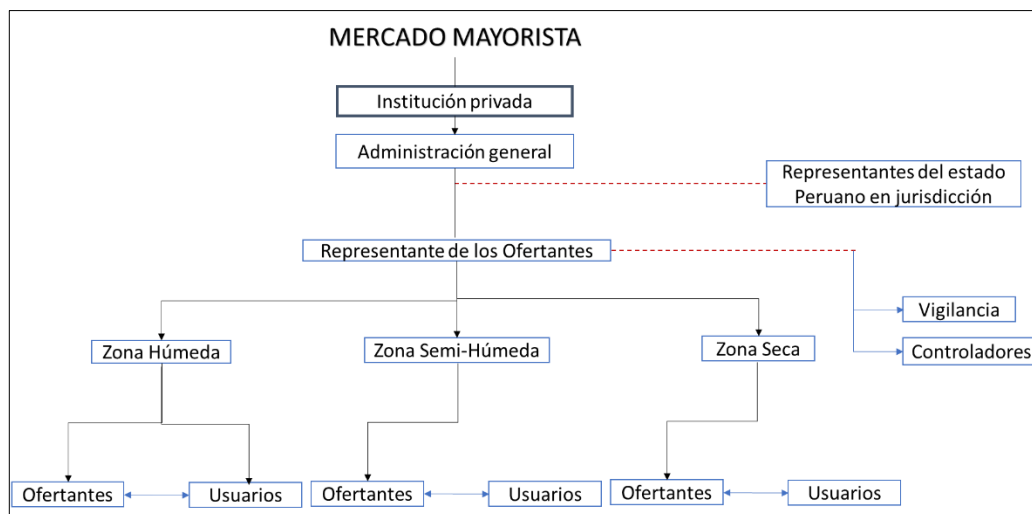 MERCADO MAYORISTA
Institución privada
Administración general
Representantes del estado
Peruano en jurisdicción
Representante de los Ofertantes
Vigilancia
Zona Húmeda
Zona Semi-Húmeda
Zona Seca
Controladores
Ofertantes
Usuarios
Ofertantes
Usuarios
Ofertantes
Usuarios